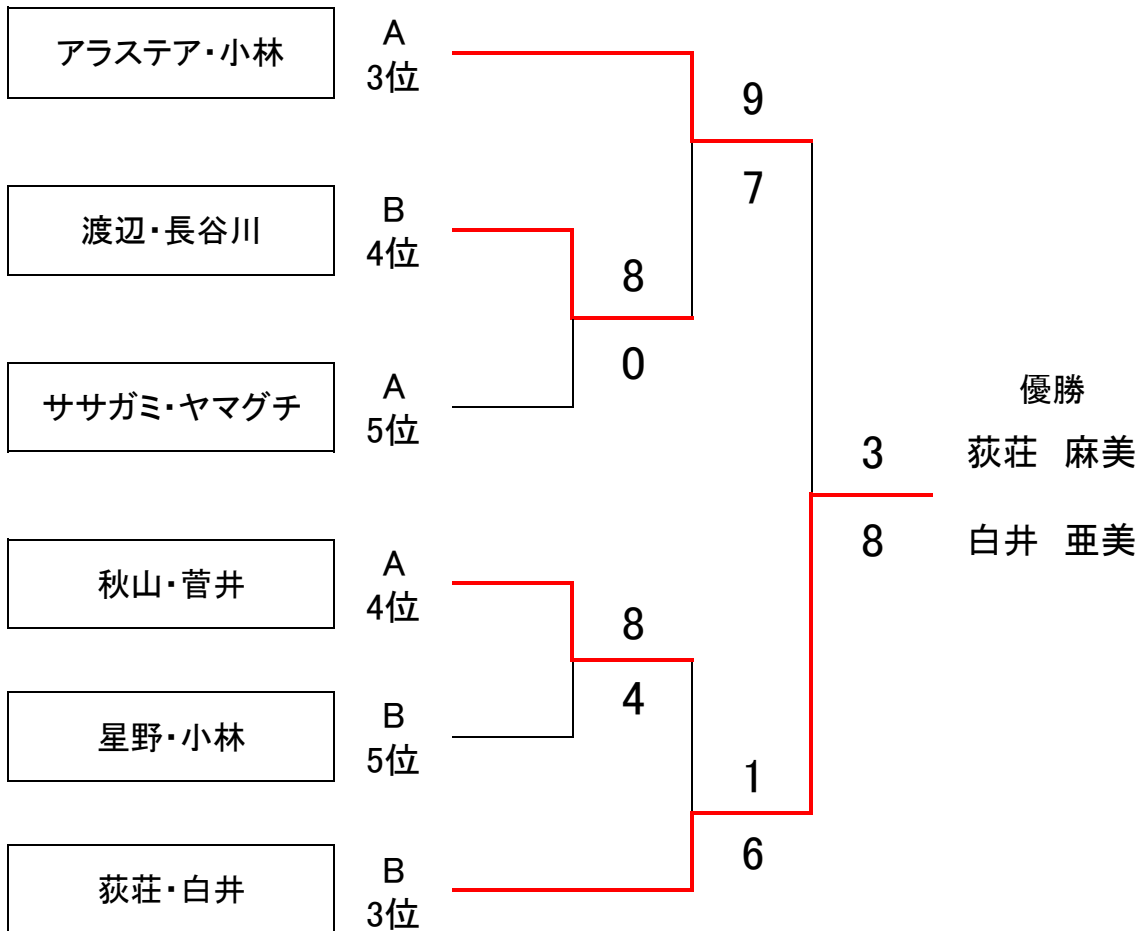 アラステア・小林
A
3位
9
7
渡辺・長谷川
B
4位
8
0
ササガミ・ヤマグチ
A
5位
優勝
3
荻荘 麻美
8
白井 亜美
秋山・菅井
A
4位
8
4
星野・小林
B
5位
1
6
荻荘・白井
B
3位